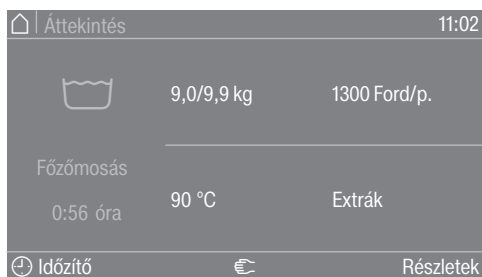 Áttekintés 11:02
9,0/9,9 kg 1300 Ford/p.
Főzőmosás
0:56 óra
90 °C Extrák
Időzítő Részletek